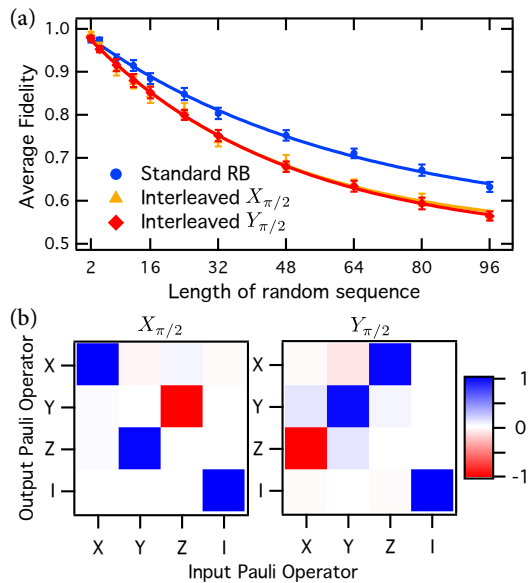 (a)
1.0
0.9
0.8
0.7
0.6
0.5
Average Fidelity
Standard RB
Interleaved X_{π/2}
Interleaved Y_{π/2}
2 16 32 48 64 80 96
Length of random sequence
(b)
X_{π/2} Y_{π/2}
Output Pauli Operator
X
Y
Z
I
X
Y
Z
I
1
0
-1
X Y Z I X Y Z I
Input Pauli Operator